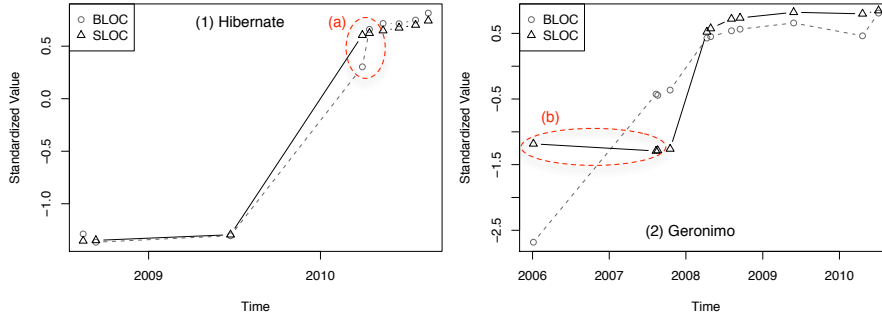 BLOC
SLOC
(1) Hibernate
(a)
Standardized Value
0.5
0.0
−0.5
−1.0
2009
2010
Time
BLOC
SLOC
(b)
(2) Geronimo
Standardized Value
0.5
−0.5
−1.5
−2.5
2006
2007
2008
2009
2010
Time